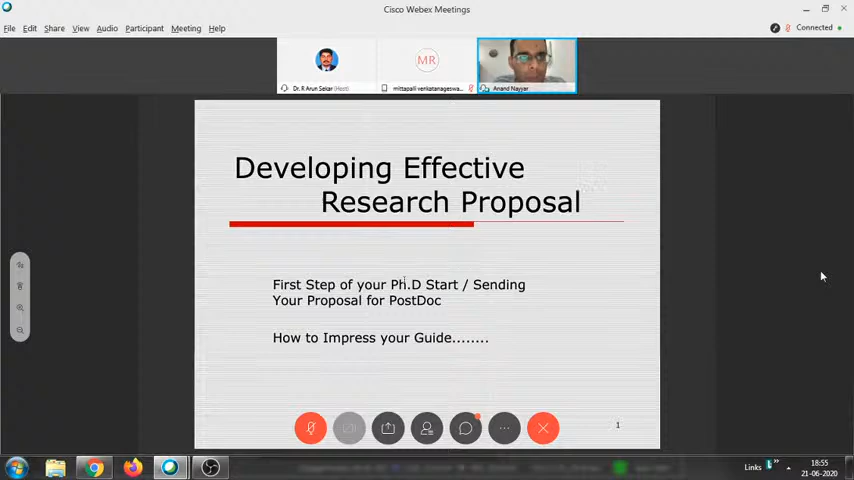 Cisco Webex Meetings
File Edit Share View Audio Participant Meeting Help
Connected
MR
Dr. R Arun Sekar (Host)
mittapalli venkatanageswa...
Anand Nayyar
Developing Effective
Research Proposal
First Step of your Ph.D Start / Sending
Your Proposal for PostDoc
How to Impress your Guide........
1
Links
18:55
21-06-2020